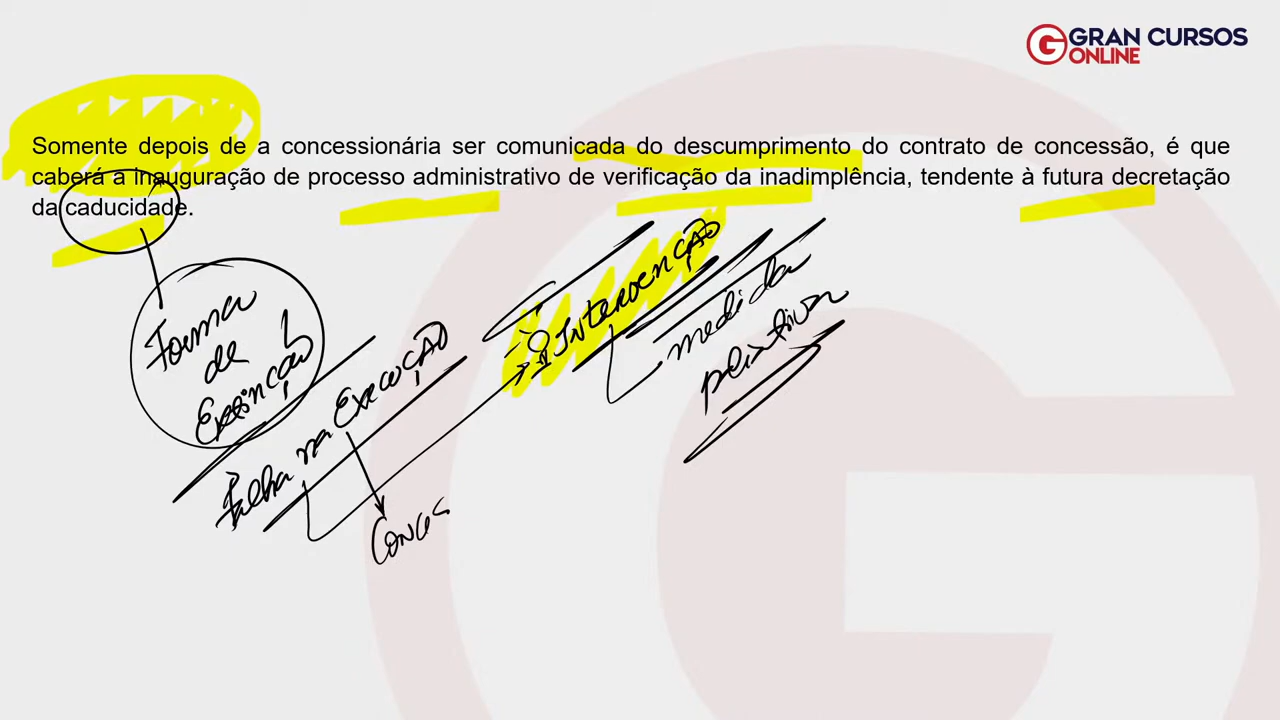 GRAN CURSOS
ONLINE
Somente depois de a concessionária ser comunicada do descumprimento do contrato de concessão, é que
caberá a inauguração de processo administrativo de verificação da inadimplência, tendente à futura decretação
da caducidade.
Forma
de
Extinção
Falha na Execução
Conces
Intervenção
medida